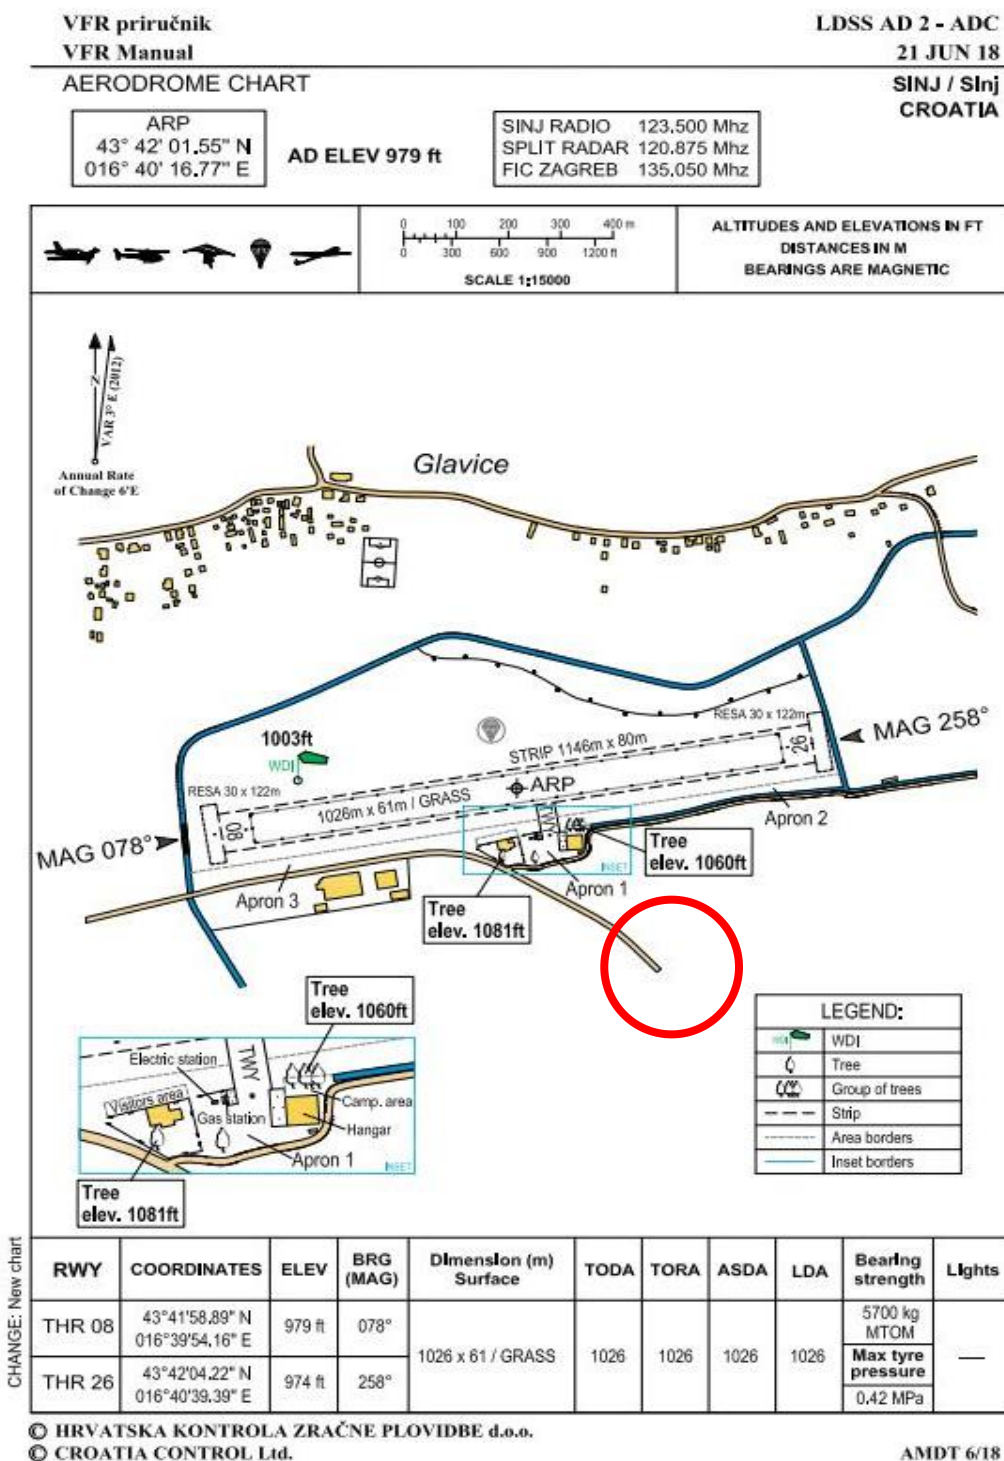 VFR priručnik
VFR Manual
LDSS AD 2 - ADC
21 JUN 18
AERODROME CHART
SINJ / SInj
CROATIA
ARP
43° 42' 01.55" N
016° 40' 16.77" E
AD ELEV 979 ft
SINJ RADIO 123.500 Mhz
SPLIT RADAR 120.875 Mhz
FIC ZAGREB 135.050 Mhz
0 100 200 300 400 m
0 300 600 900 1200 ft
SCALE 1:15000
ALTITUDES AND ELEVATIONS IN FT
DISTANCES IN M
BEARINGS ARE MAGNETIC
N
VAR 3° E (2012)
Annual Rate
of Change 6'E
Glavice
1003ft
WDI
RESA 30 x 122m
RESA 30 x 122m
STRIP 1146m x 80m
MAG 258°
26
ARP
1026m x 61m / GRASS
08
MAG 078°
TWY
Apron 2
Tree
elev. 1060ft
INSET
Apron 1
Apron 3
Tree
elev. 1081ft
Tree
elev. 1060ft
Electric station
TWY
Visitors area
Gas station
Camp. area
Hangar
Apron 1
INSET
Tree
elev. 1081ft
LEGEND:
WDI WDI
Tree
Group of trees
Strip
Area borders
Inset borders
CHANGE: New chart
RWY COORDINATES ELEV BRG (MAG) Dimension (m) Surface TODA TORA ASDA LDA Bearing strength Lights
THR 08 43°41'58.89" N 016°39'54.16" E 979 ft 078° 1026 x 61 / GRASS 1026 1026 1026 1026 5700 kg MTOM —
THR 26 43°42'04.22" N 016°40'39.39" E 974 ft 258° Max tyre pressure 0.42 MPa
© HRVATSKA KONTROLA ZRAČNE PLOVIDBE d.o.o.
© CROATIA CONTROL Ltd.
AMDT 6/18